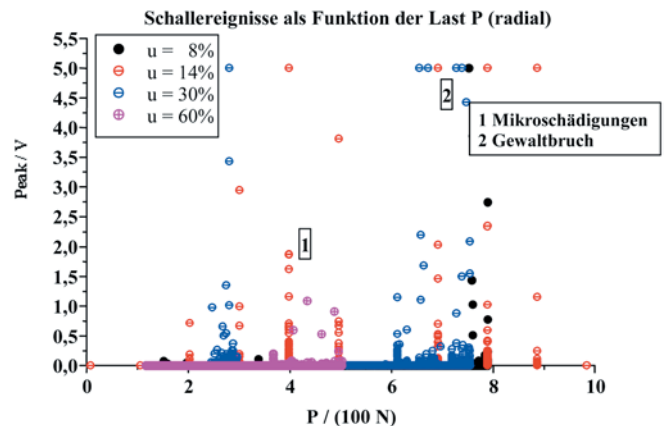 Schallereignisse als Funktion der Last P (radial)
5,5
5,0
4,5
4,0
3,5
3,0
2,5
2,0
1,5
1,0
0,5
0,0
Peak / V
u = 8%
u = 14%
u = 30%
u = 60%
2
1 Mikroschädigungen
2 Gewaltbruch
1
0 2 4 6 8 10
P / (100 N)